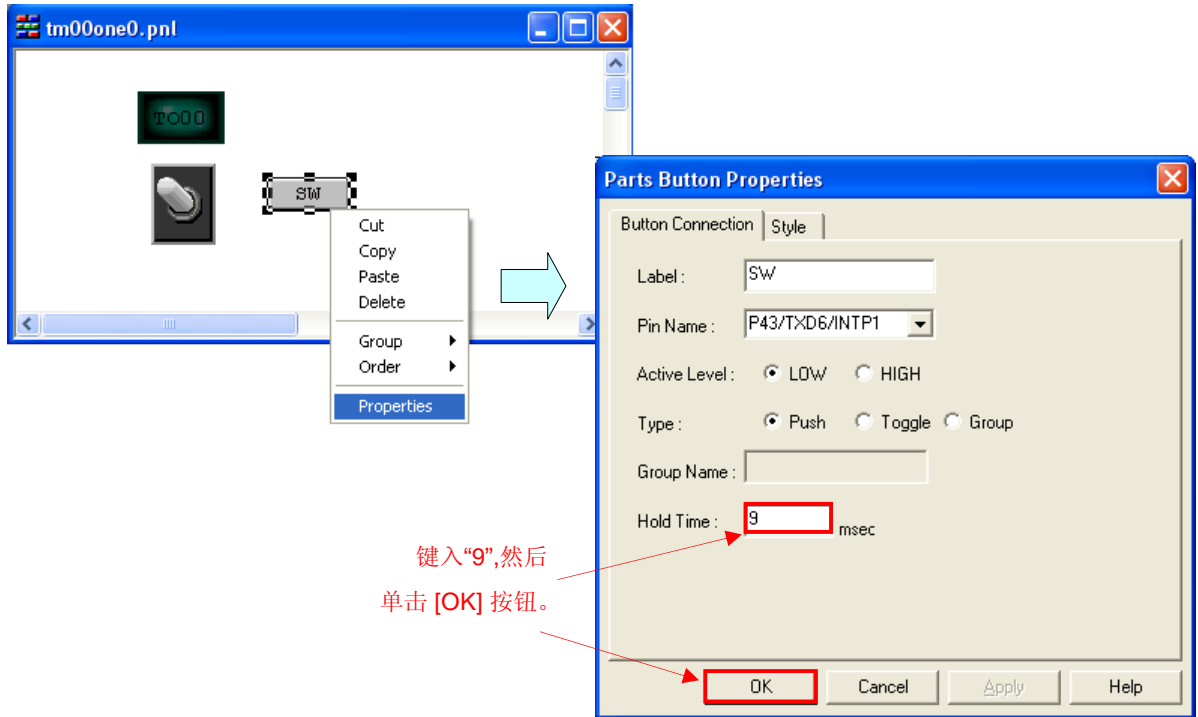 tm00one0.pnl
TO00
SW
Cut
Copy
Paste
Delete
Group
Order
Properties
Parts Button Properties
Button Connection
Style
Label :
SW
Pin Name :
P43/TXD6/INTP1
Active Level :
LOW
HIGH
Type :
Push
Toggle
Group
Group Name :
Hold Time :
9
msec
键入“9”,然后
单击 [OK] 按钮。
OK
Cancel
Apply
Help